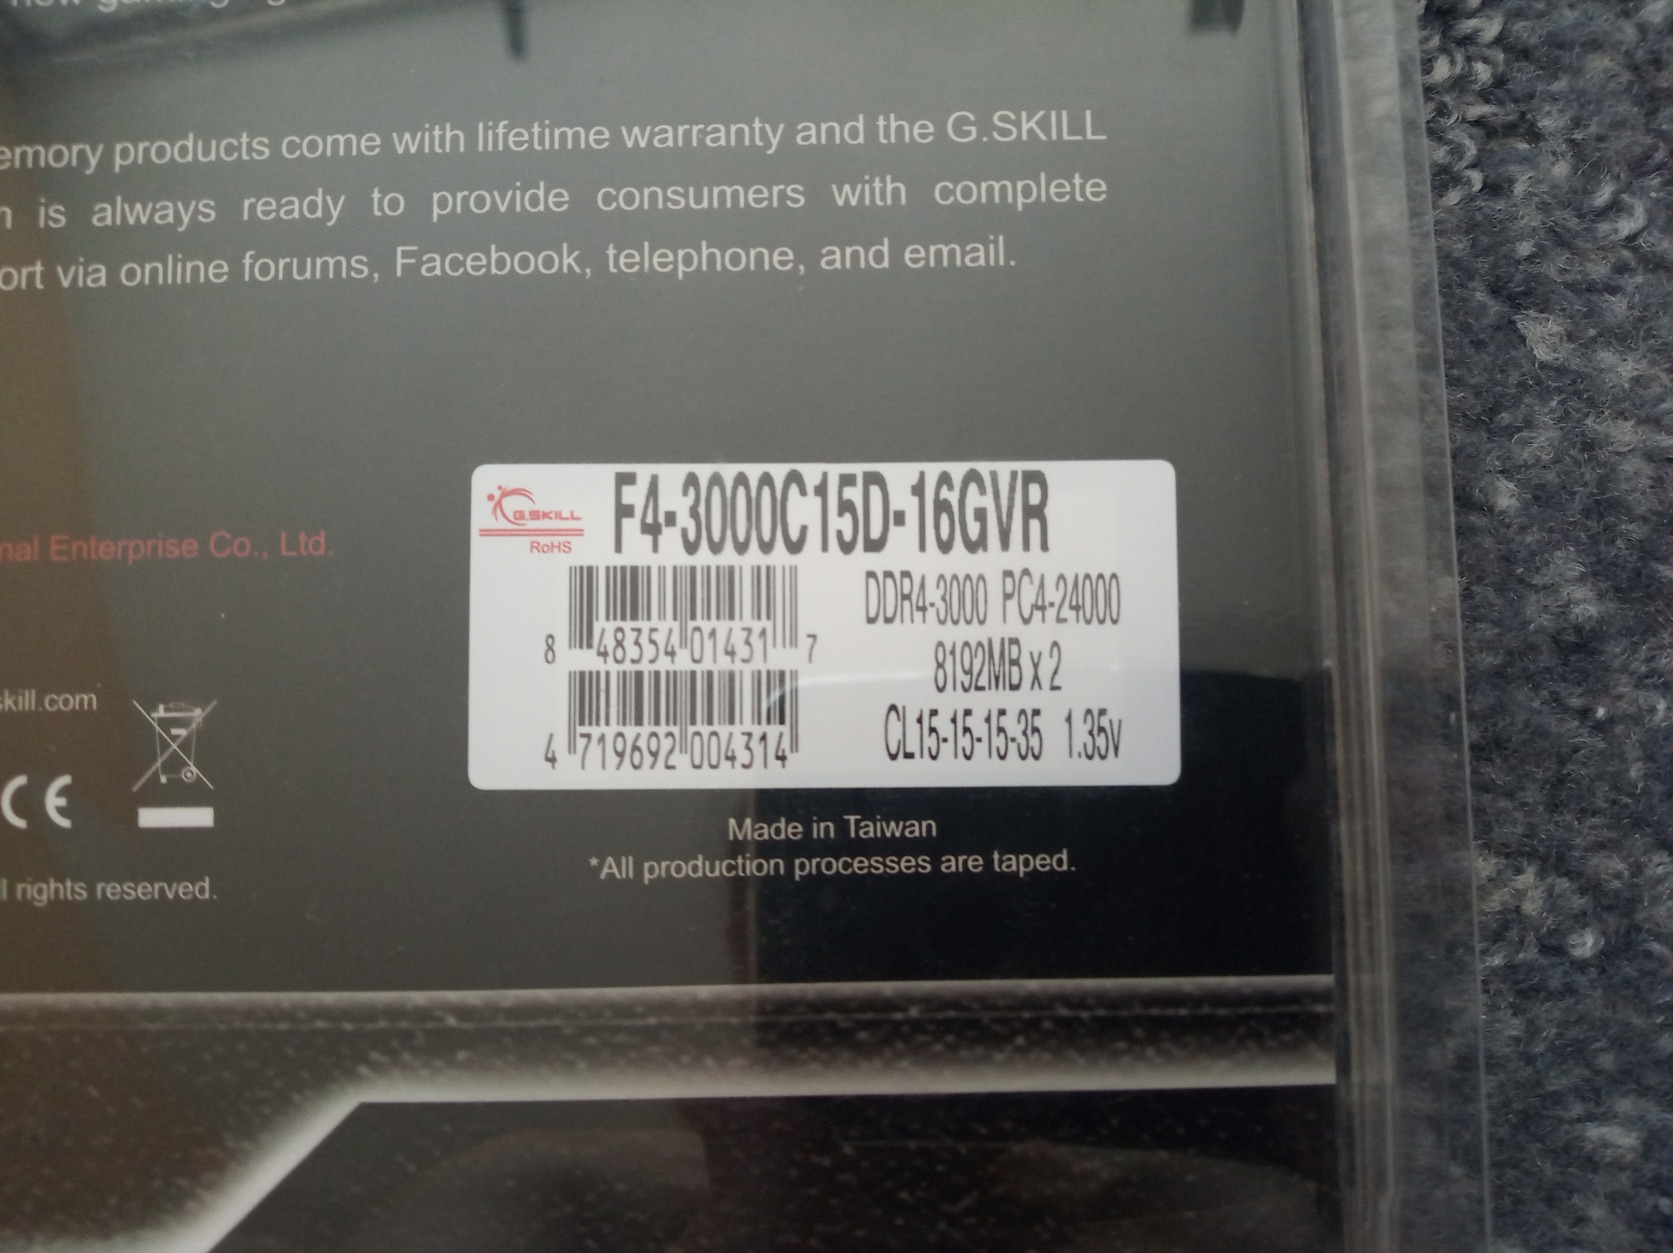 emory products come with lifetime warranty and the G.SKILL
is always ready to provide consumers with complete
ort via online forums, Facebook, telephone, and email.
nal Enterprise Co., Ltd.
skill.com
CE
l rights reserved.
G.SKILL
RoHS
F4-3000C15D-16GVR
8 48354 01431 7
4 719692 004314
DDR4-3000 PC4-24000
8192MB x 2
CL15-15-15-35 1.35v
Made in Taiwan
*All production processes are taped.